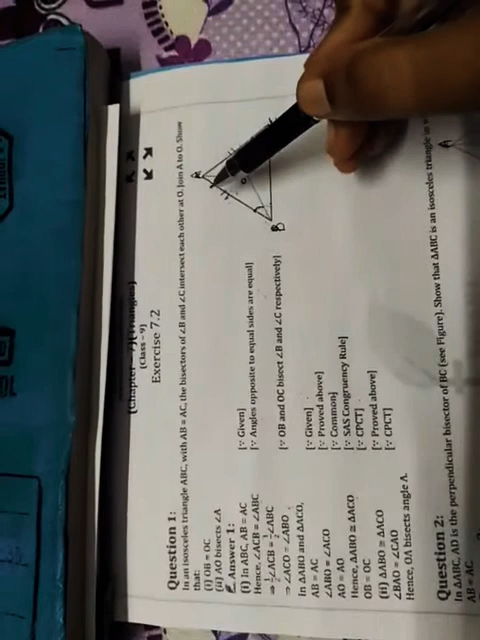 (Chapter – 7)(Triangles)
(Class – 9)
Exercise 7.2
Question 1:
In an isosceles triangle ABC, with AB = AC, the bisectors of ∠B and ∠C intersect each other at O. Join A to O. Show
that:
(i) OB = OC
(ii) AO bisects ∠A
Answer 1:
(i) In ABC, AB = AC [∵ Given]
Hence, ∠ACB = ∠ABC [∵ Angles opposite to equal sides are equal]
⇒ ½∠ACB = ½∠ABC
⇒ ∠ACO = ∠ABO [∵ OB and OC bisect ∠B and ∠C respectively]
In ΔABO and ΔACO,
AB = AC [∵ Given]
∠ABO = ∠ACO [∵ Proved above]
AO = AO [∵ Common]
Hence, ΔABO ≅ ΔACO [∵ SAS Congruency Rule]
OB = OC [∵ CPCT]
(ii) ΔABO ≅ ΔACO [∵ Proved above]
∠BAO = ∠CAO [∵ CPCT]
Hence, OA bisects angle A.
A
O
B
Question 2:
In ΔABC, AD is the perpendicular bisector of BC (see Figure). Show that ΔABC is an isosceles triangle in
AB = AC
A